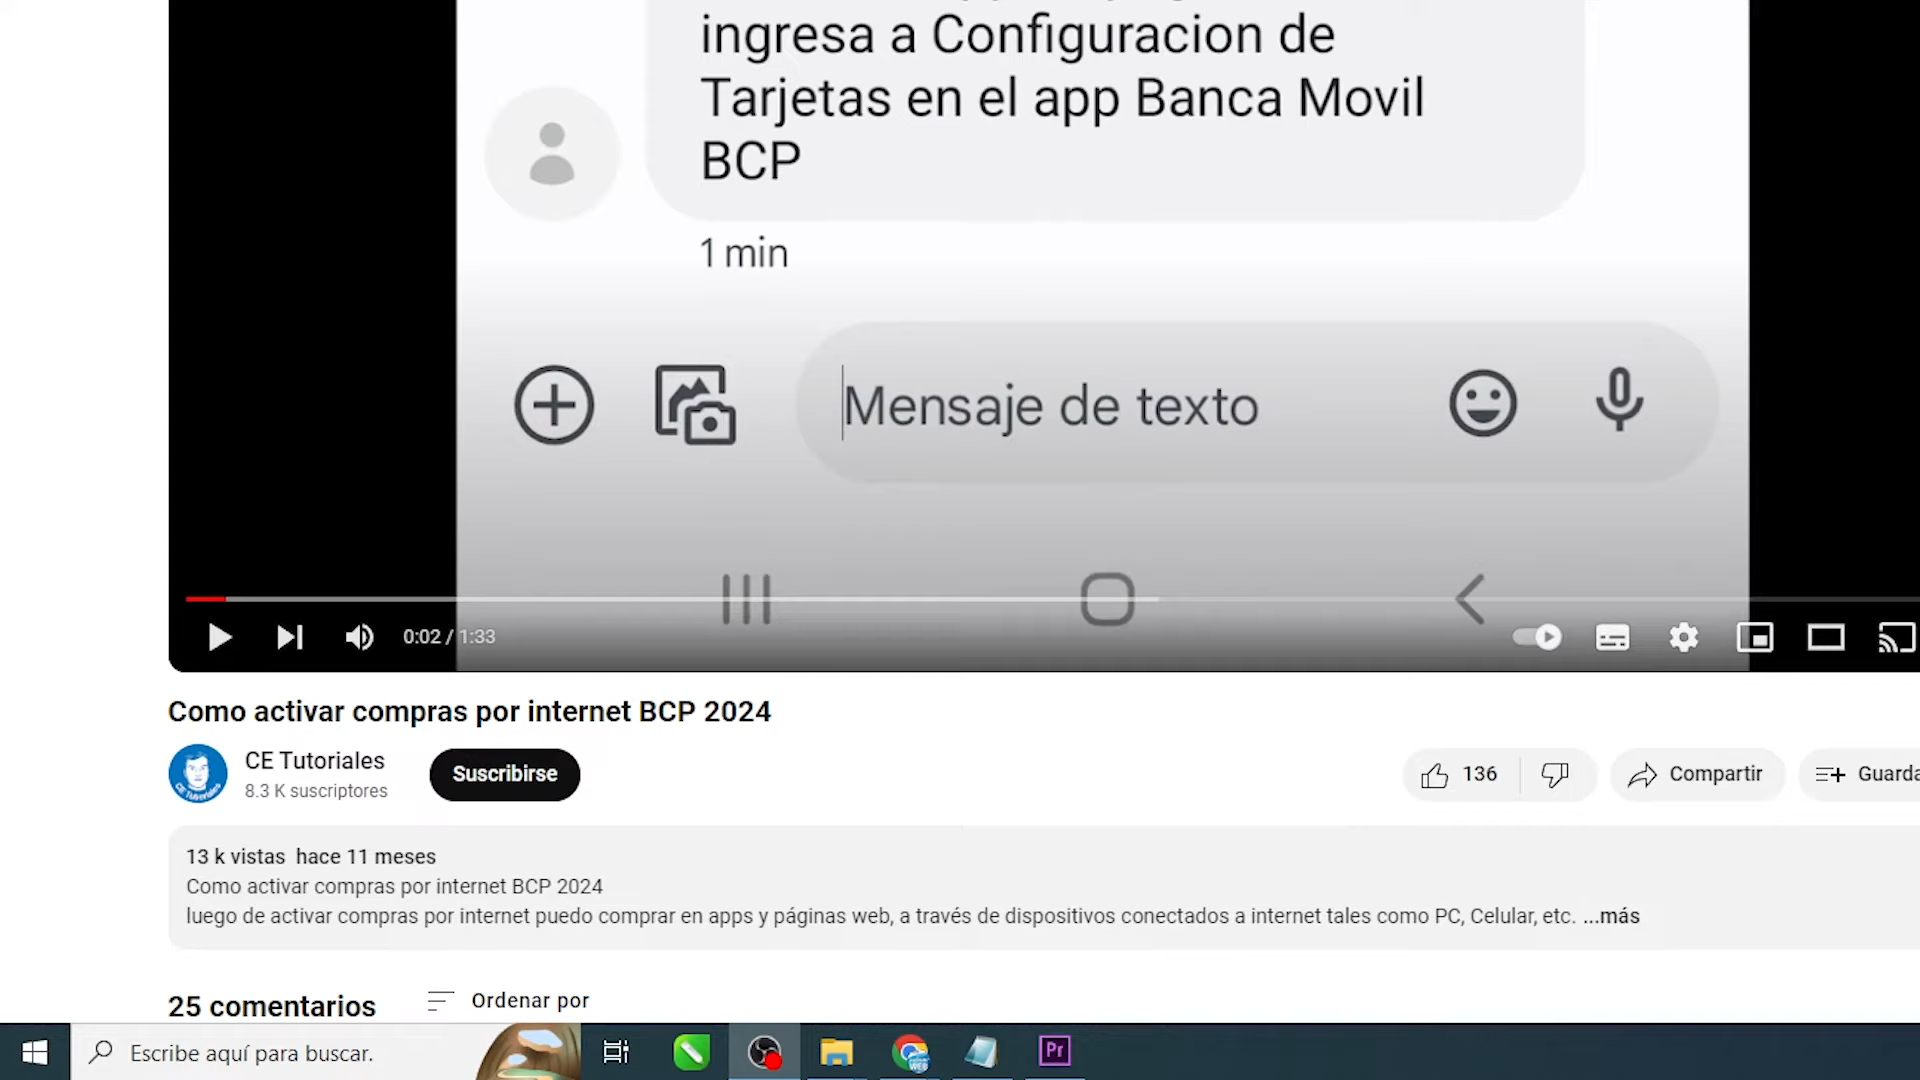 ingresa a Configuracion de
Tarjetas en el app Banca Movil
BCP
1 min
Mensaje de texto
0:02 / 1:33
Como activar compras por internet BCP 2024
CE Tutoriales
8.3 K suscriptores
Suscribirse
136
Compartir
Guarda
13 k vistas hace 11 meses
Como activar compras por internet BCP 2024
luego de activar compras por internet puedo comprar en apps y páginas web, a través de dispositivos conectados a internet tales como PC, Celular, etc. ...más
25 comentarios
Ordenar por
Escribe aquí para buscar.
Pr